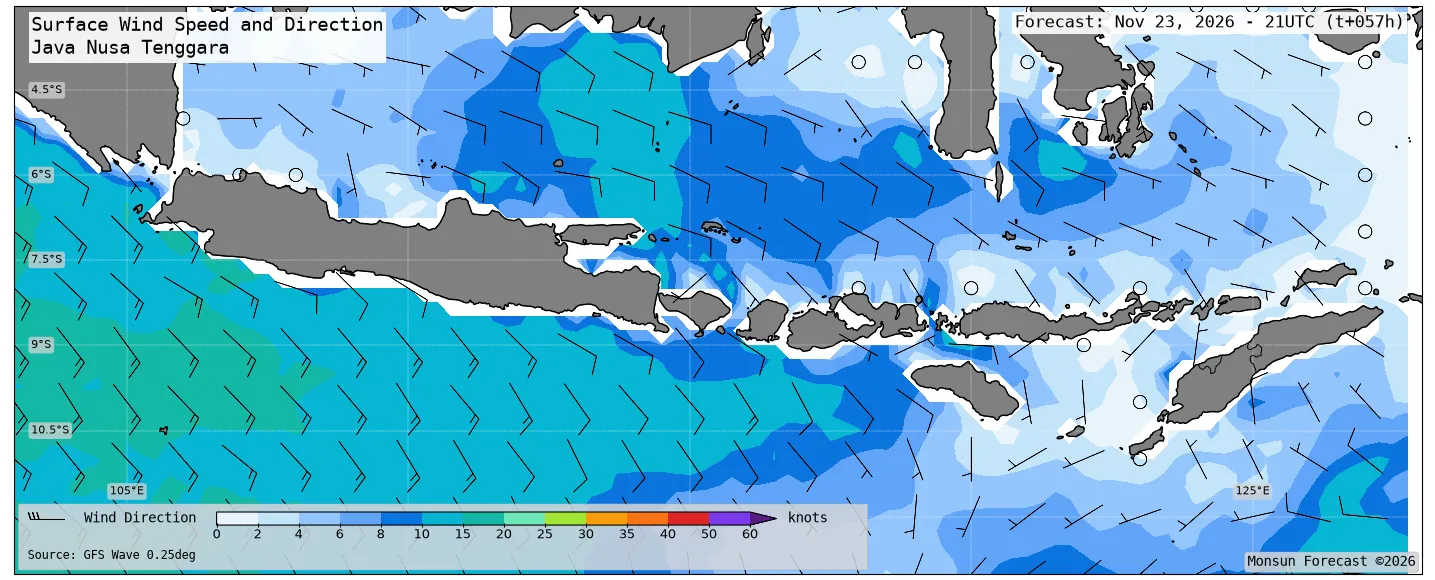 Surface Wind Speed and Direction
Java Nusa Tenggara
Forecast: Nov 23, 2026 - 21UTC (t+057h)
4.5°S
6°S
7.5°S
9°S
10.5°S
105°E
125°E
Wind Direction
knots
0 2 4 6 8 10 15 20 25 30 35 40 50 60
Source: GFS Wave 0.25deg
Monsun Forecast ©2026